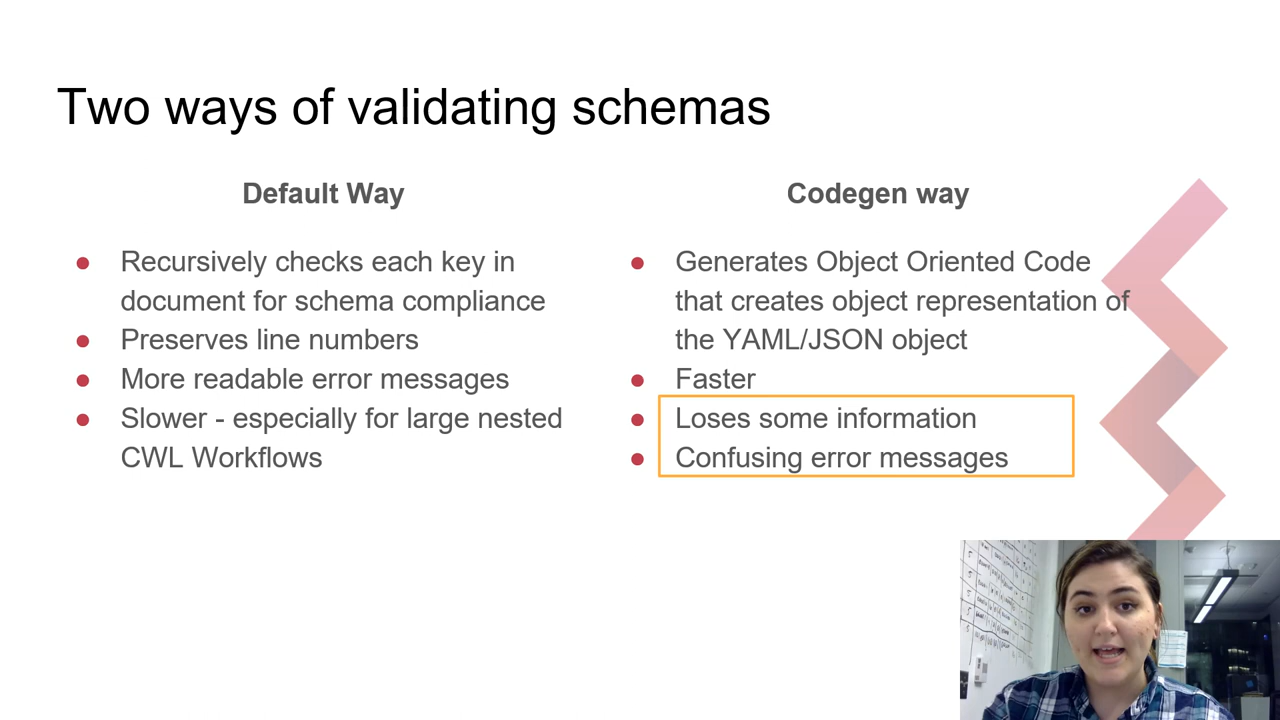 Two ways of validating schemas
Default Way
Recursively checks each key in
document for schema compliance
Preserves line numbers
More readable error messages
Slower - especially for large nested
CWL Workflows
Codegen way
Generates Object Oriented Code
that creates object representation of
the YAML/JSON object
Faster
Loses some information
Confusing error messages